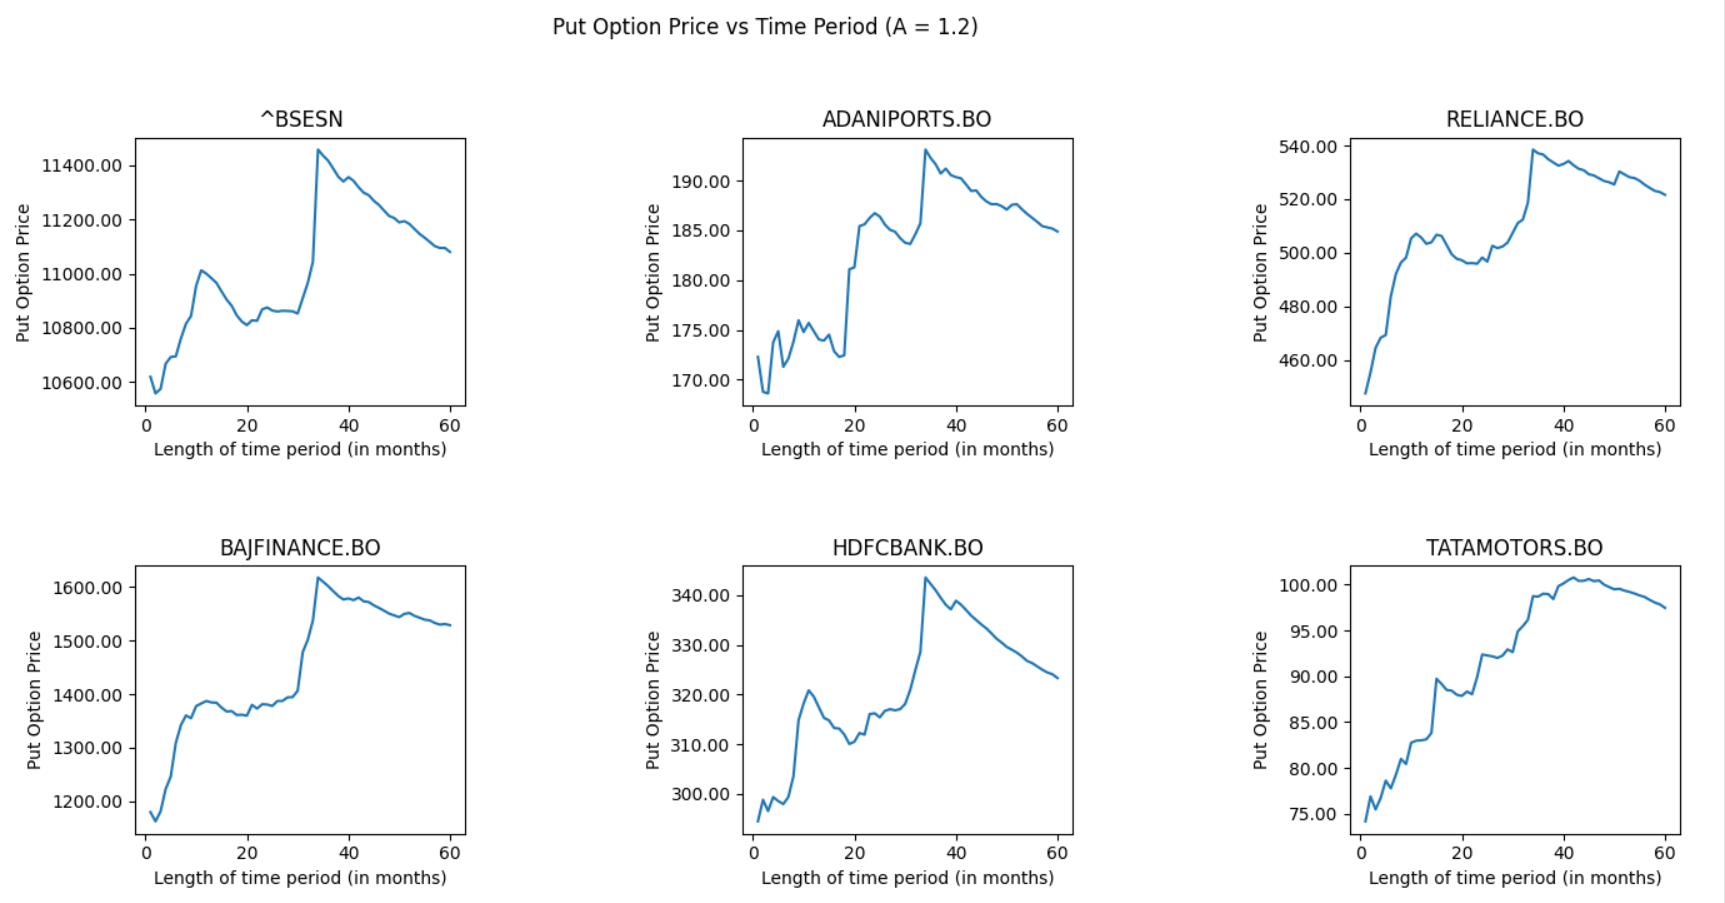 Put Option Price vs Time Period (A = 1.2)
^BSESN
ADANIPORTS.BO
RELIANCE.BO
Put Option Price
11400.00
11200.00
11000.00
10800.00
10600.00
0 20 40 60
Length of time period (in months)
Put Option Price
190.00
185.00
180.00
175.00
170.00
0 20 40 60
Length of time period (in months)
Put Option Price
540.00
520.00
500.00
480.00
460.00
0 20 40 60
Length of time period (in months)
BAJFINANCE.BO
HDFCBANK.BO
TATAMOTORS.BO
Put Option Price
1600.00
1500.00
1400.00
1300.00
1200.00
0 20 40 60
Length of time period (in months)
Put Option Price
340.00
330.00
320.00
310.00
300.00
0 20 40 60
Length of time period (in months)
Put Option Price
100.00
95.00
90.00
85.00
80.00
75.00
0 20 40 60
Length of time period (in months)